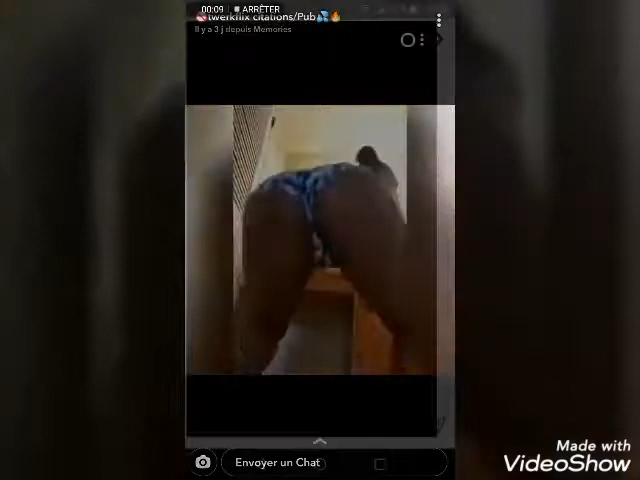 00:09 ARRÊTER
🚫twerkflix citations/Pub💦🔥
Il y a 3 j depuis Memories
Envoyer un Chat
Made with
VideoShow